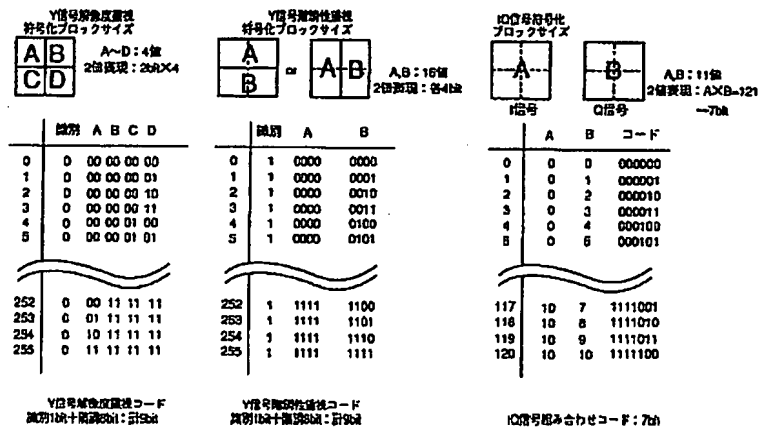 Y信号解像度重視
符号化ブロックサイズ
A B
C D
A～D：4値
2値表現：2bit×4
識別 A B C D
0 0 00 00 00 00
1 0 00 00 00 01
2 0 00 00 00 10
3 0 00 00 00 11
4 0 00 00 01 00
5 0 00 00 01 01
252 0 00 11 11 11
253 0 01 11 11 11
254 0 10 11 11 11
255 0 11 11 11 11
Y信号解像度重視コード
識別1bit＋階調8bit：計9bit
Y信号階調性重視
符号化ブロックサイズ
A
B
or
A B
A,B：16値
2値表現：各4bit
識別 A B
0 1 0000 0000
1 1 0000 0001
2 1 0000 0010
3 1 0000 0011
4 1 0000 0100
5 1 0000 0101
252 1 1111 1100
253 1 1111 1101
254 1 1111 1110
255 1 1111 1111
Y信号階調性重視コード
識別1bit＋階調8bit：計9bit
IQ信号符号化
ブロックサイズ
A
I信号
B
Q信号
A,B：11値
2値表現：A×B=121
→7bit
A B コード
0 0 0 000000
1 0 1 000001
2 0 2 000010
3 0 3 000011
4 0 4 000100
5 0 5 000101
117 10 7 1111001
118 10 8 1111010
119 10 9 1111011
120 10 10 1111100
IQ信号組み合わせコード：7bit